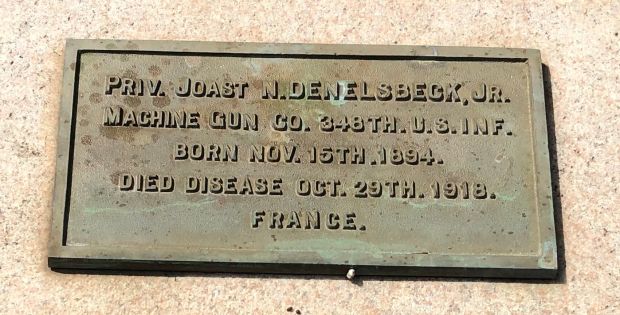 PRIV. JOAST N. DENELSBECK, JR.
MACHINE GUN CO. 348TH. U.S. INF.
BORN NOV. 15TH. 1894.
DIED DISEASE OCT. 29TH. 1918.
FRANCE.